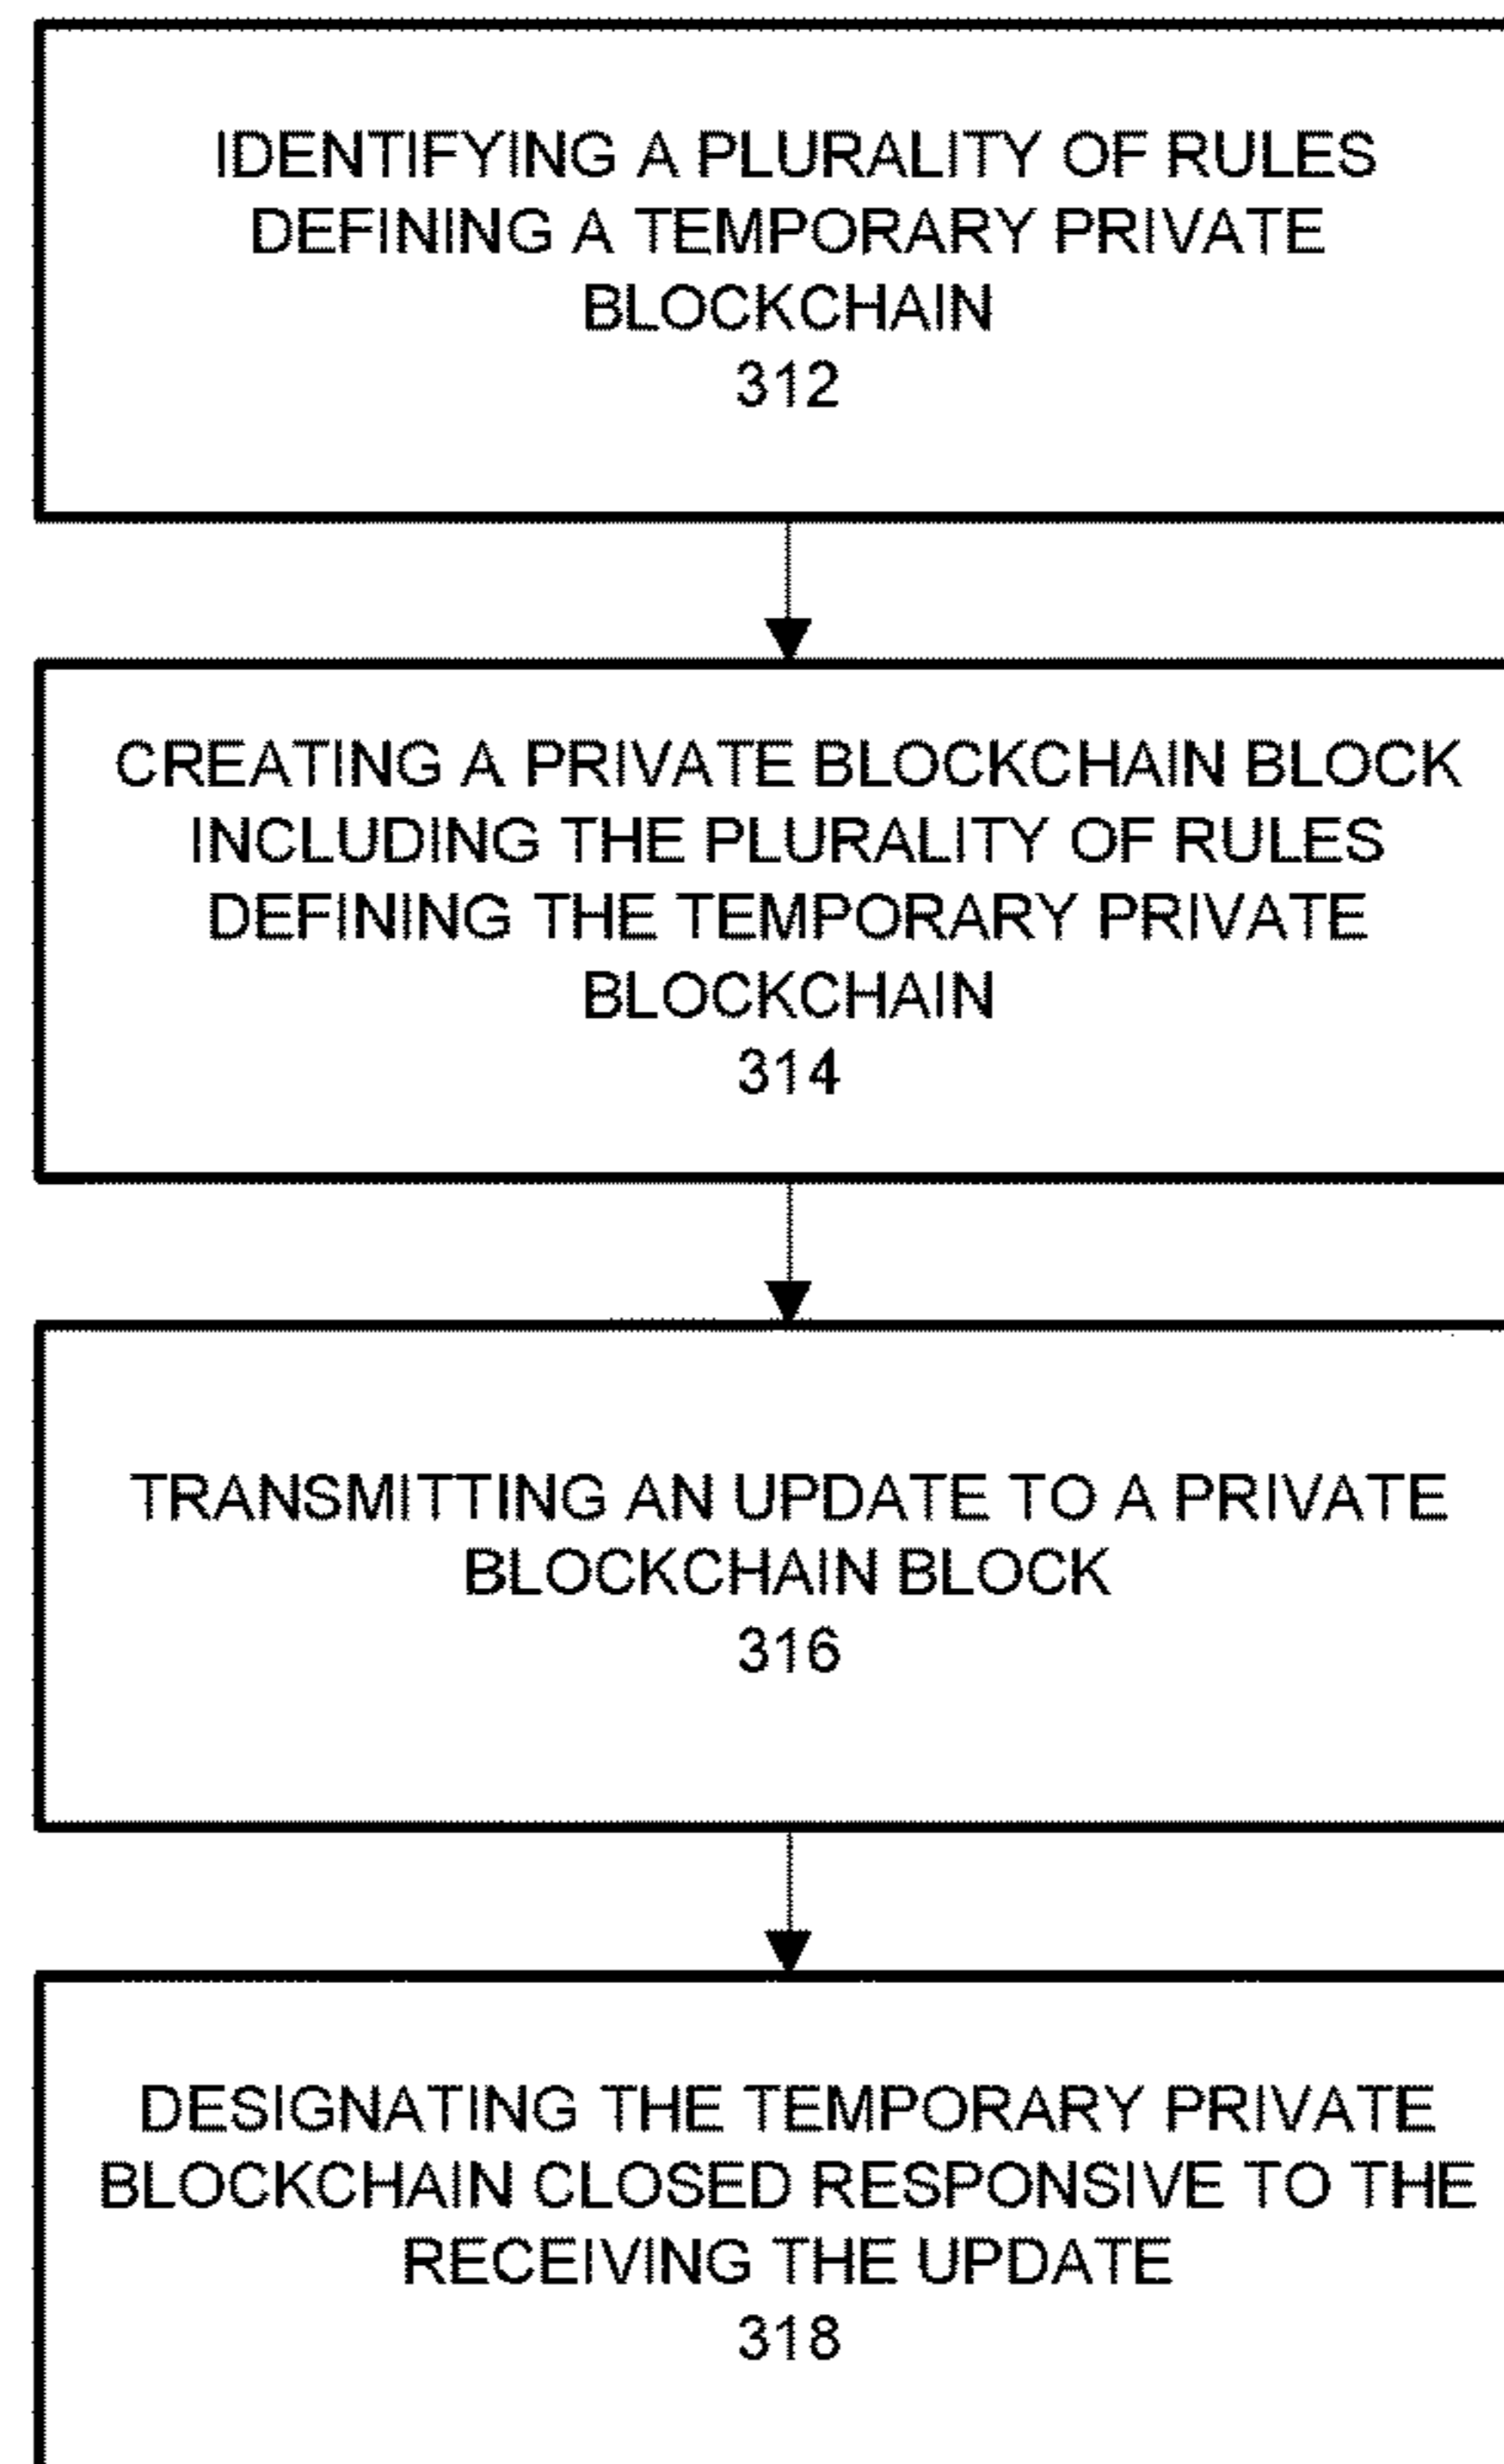 IDENTIFYING A PLURALITY OF RULES
DEFINING A TEMPORARY PRIVATE
BLOCKCHAIN
312
CREATING A PRIVATE BLOCKCHAIN BLOCK
INCLUDING THE PLURALITY OF RULES
DEFINING THE TEMPORARY PRIVATE
BLOCKCHAIN
314
TRANSMITTING AN UPDATE TO A PRIVATE
BLOCKCHAIN BLOCK
316
DESIGNATING THE TEMPORARY PRIVATE
BLOCKCHAIN CLOSED RESPONSIVE TO THE
RECEIVING THE UPDATE
318